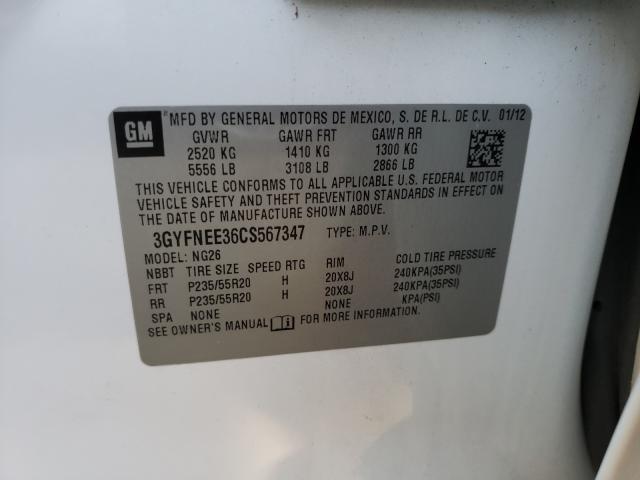 GM
MFD BY GENERAL MOTORS DE MEXICO, S. DE R.L. DE C.V. 01/12
GVWR GAWR FRT GAWR RR
2520 KG 1410 KG 1300 KG
5556 LB 3108 LB 2866 LB
THIS VEHICLE CONFORMS TO ALL APPLICABLE U.S. FEDERAL MOTOR
VEHICLE SAFETY AND THEFT PREVENTION STANDARDS IN EFFECT ON
THE DATE OF MANUFACTURE SHOWN ABOVE.
3GYFNEE36CS567347 TYPE: M.P.V.
MODEL: NG26
NBBT TIRE SIZE SPEED RTG RIM COLD TIRE PRESSURE
FRT P235/55R20 H 20X8J 240KPA(35PSI)
RR P235/55R20 H 20X8J 240KPA(35PSI)
SPA NONE NONE KPA(PSI)
SEE OWNER'S MANUAL FOR MORE INFORMATION.